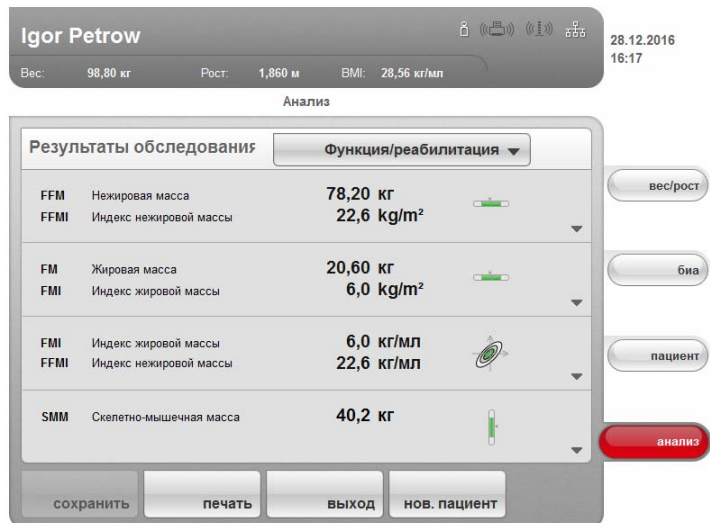 Igor Petrow
28.12.2016
16:17
Вес: 98,80 кг Рост: 1,860 м BMI: 28,56 кг/мл
Анализ
Результаты обследования Функция/реабилитация
FFM Нежировая масса 78,20 кг
FFMI Индекс нежировой массы 22,6 kg/m²
FM Жировая масса 20,60 кг
FMI Индекс жировой массы 6,0 kg/m²
FMI Индекс жировой массы 6,0 кг/мл
FFMI Индекс нежировой массы 22,6 кг/мл
SMM Скелетно-мышечная масса 40,2 кг
вес/рост
биа
пациент
анализ
сохранить печать выход нов. пациент